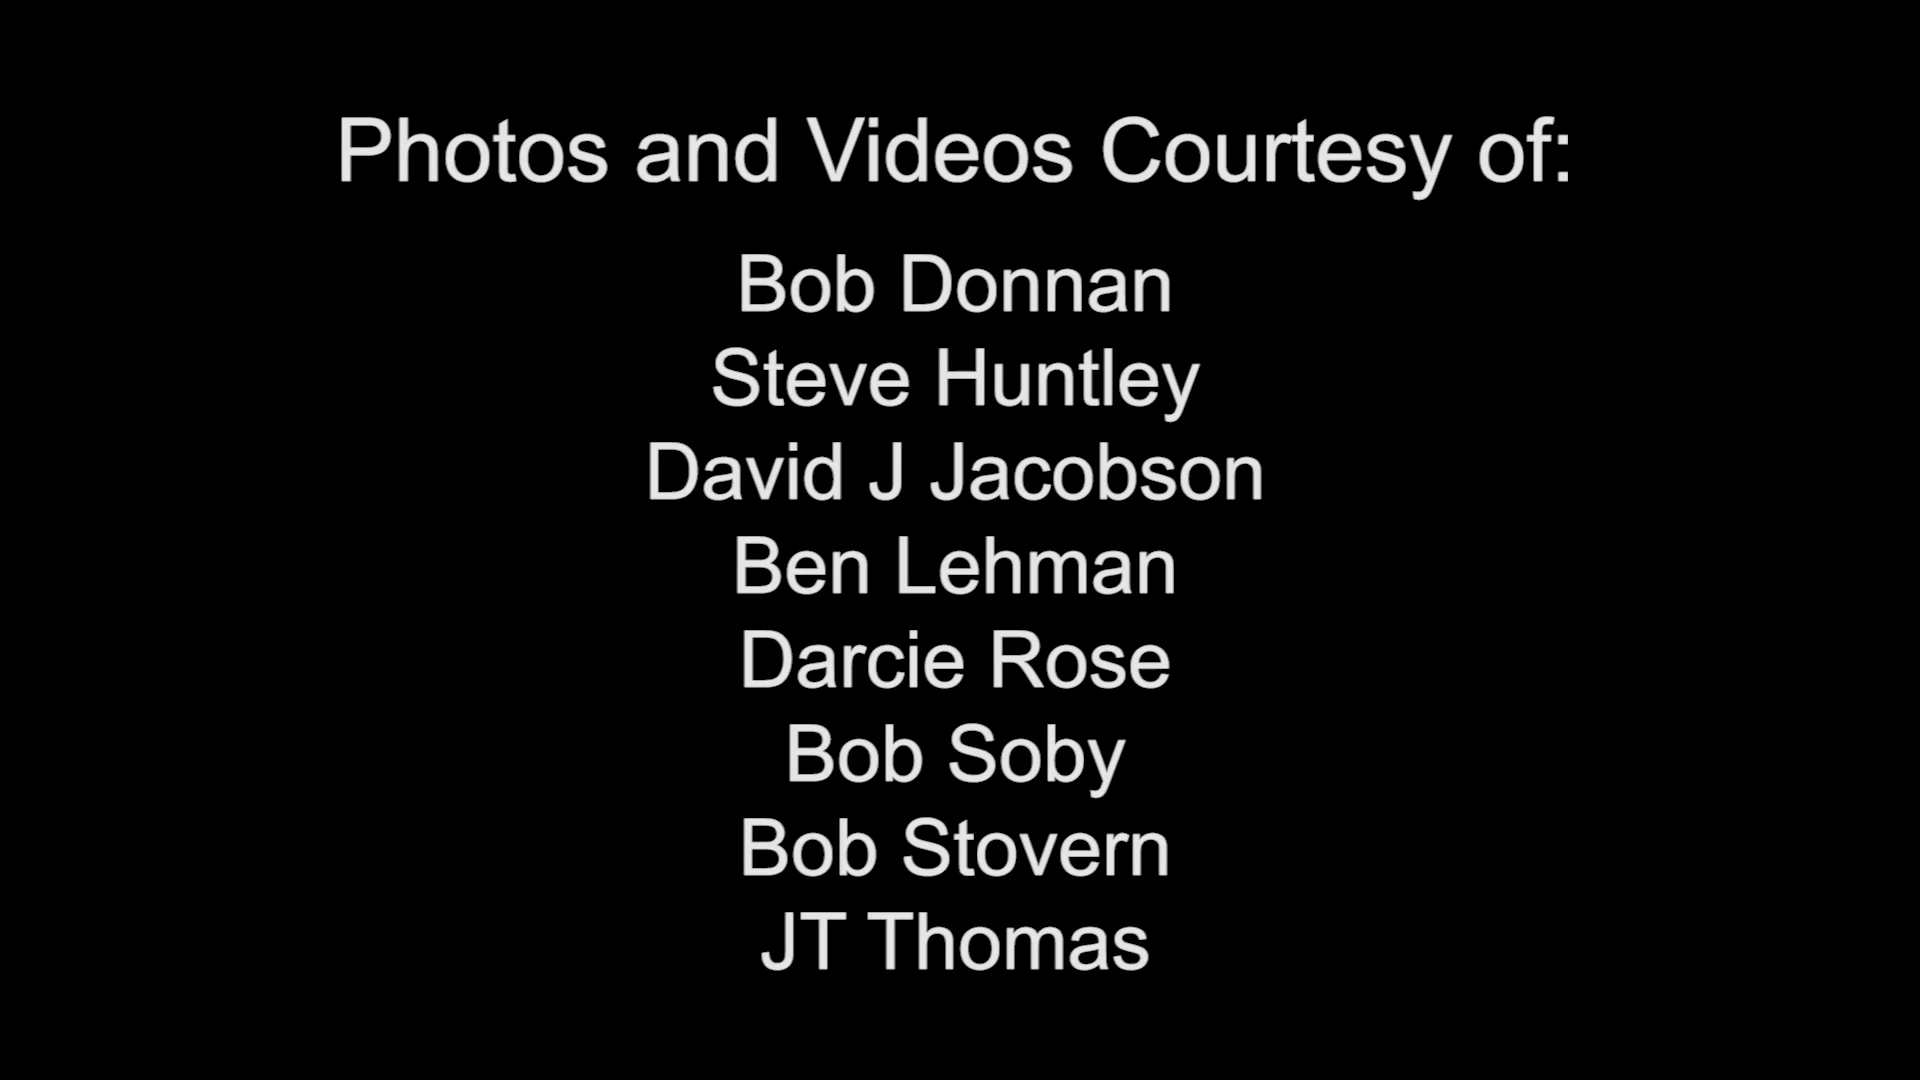 Photos and Videos Courtesy of:
Bob Donnan
Steve Huntley
David J Jacobson
Ben Lehman
Darcie Rose
Bob Soby
Bob Stovern
JT Thomas